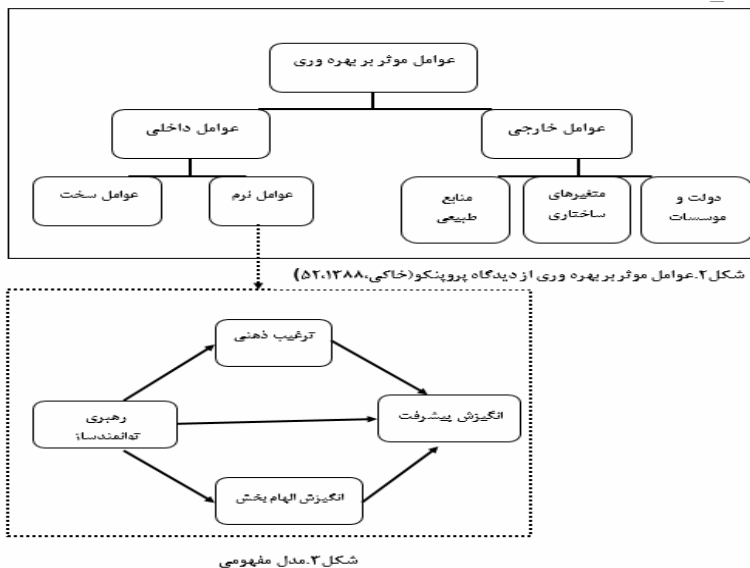 عوامل موثر بر بهره وری
عوامل خارجی
عوامل داخلی
دولت و
موسسات
متغیرهای
ساختاری
منابع
طبیعی
عوامل نرم
عوامل سخت
شکل۲.عوامل موثر بر بهره وری از دیدگاه پروپنکو(خاکی،۵۲،۱۳۸۸)
ترغیب ذهنی
رهبری
توانمندساز
انگیزش پیشرفت
انگیزش الهام بخش
شکل۳.مدل مفهومی